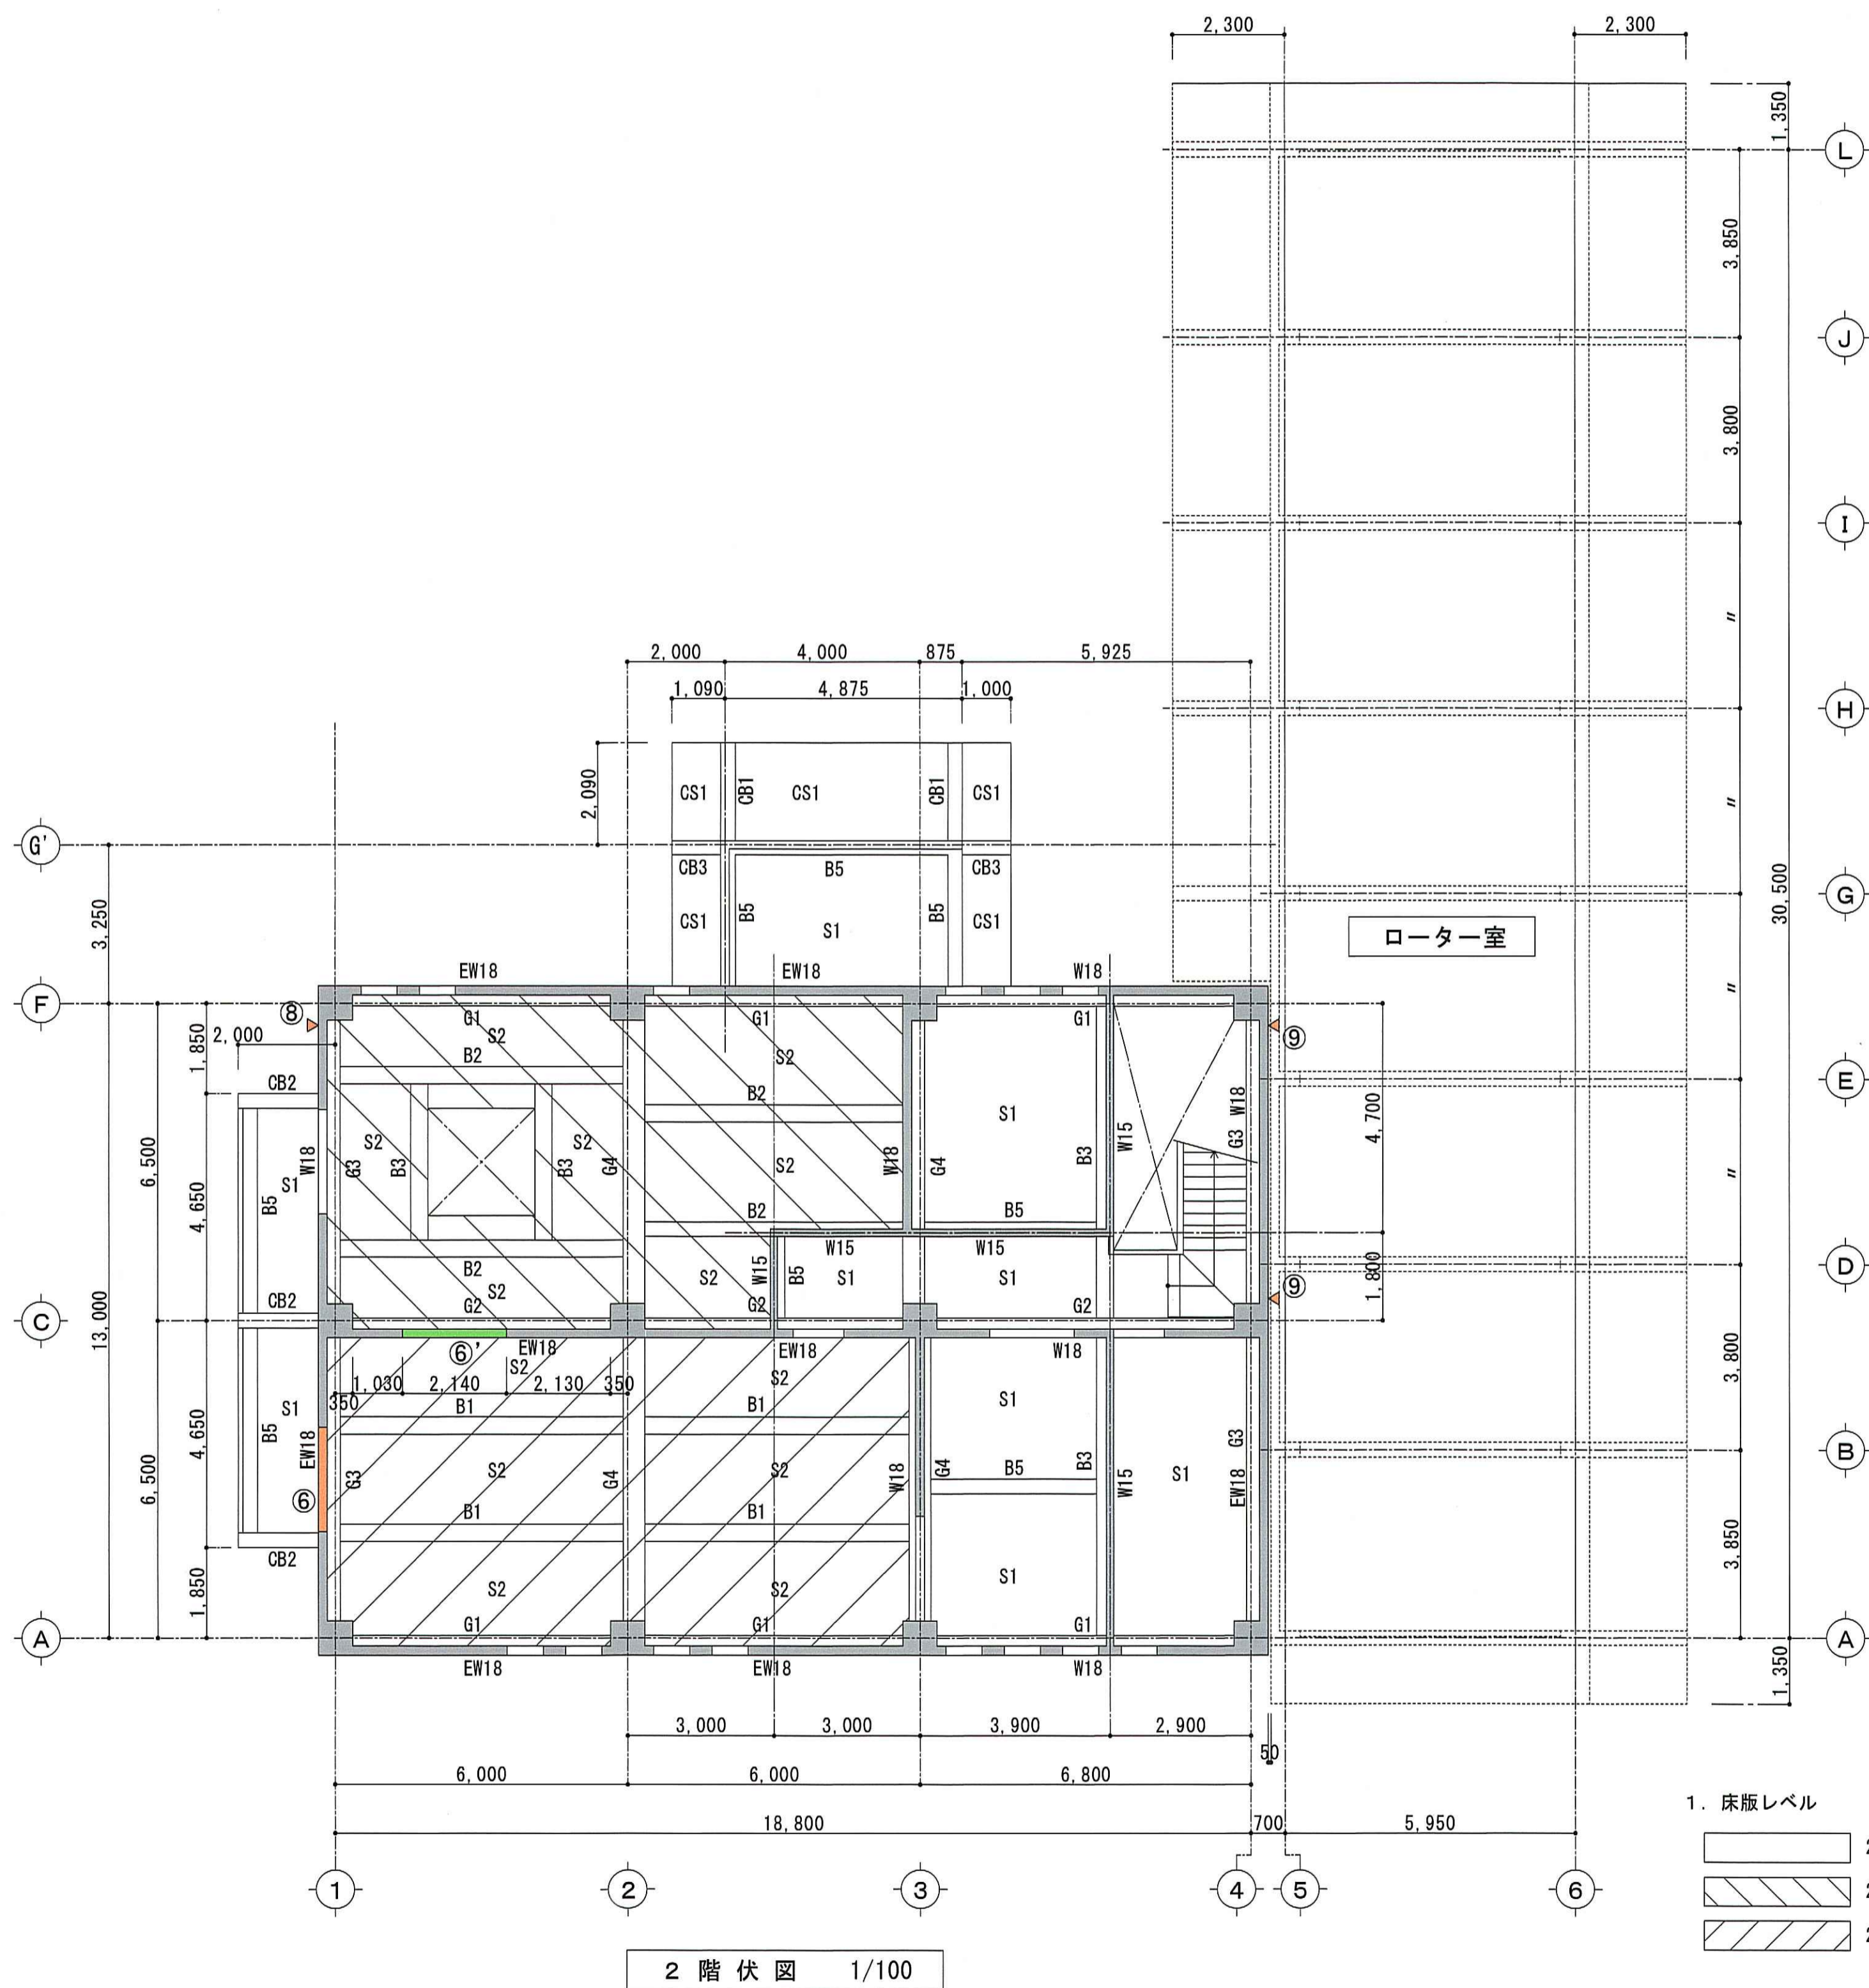 2,300
2,300
1,350
L
3,850
J
3,800
I
〃
H
〃
G
30,500
ローター室
〃
E
〃
D
3,800
B
3,850
A
1,350
2,000
4,000
875
5,925
1,090
4,875
1,000
2,090
CS1
CB1
CS1
CB1
CS1
G'
CB3
B5
CB3
CS1
B5
S1
B5
CS1
3,250
EW18
EW18
W18
F
⑧
2,000
1,850
G1
S2
B2
G1
S2
B2
G1
⑨
CB2
6,500
4,650
S1
B5
W18
G3
S2
B3
S2
B3
G4
S2
W18
G4
S1
B3
W15
G3
W18
4,700
B2
B5
B2
S2
S2
W15
B5
W15
S1
W15
S1
⑨
1,800
CB2
G2
G2
G2
C
13,000
⑥'
EW18
S2
EW18
W18
350
1,030
2,140
2,130
350
S2
S1
B1
B1
6,500
4,650
S1
B5
EW18
⑥
G3
S2
G4
S2
W18
G4
B5
B3
W15
S1
G3
EW18
B1
B1
CB2
1,850
S2
S2
S1
G1
G1
G1
A
EW18
EW18
W18
3,000
3,000
3,900
2,900
50
6,000
6,000
6,800
18,800
700
5,950
1
2
3
4
5
6
1. 床版レベル
2 階 伏 図 1/100